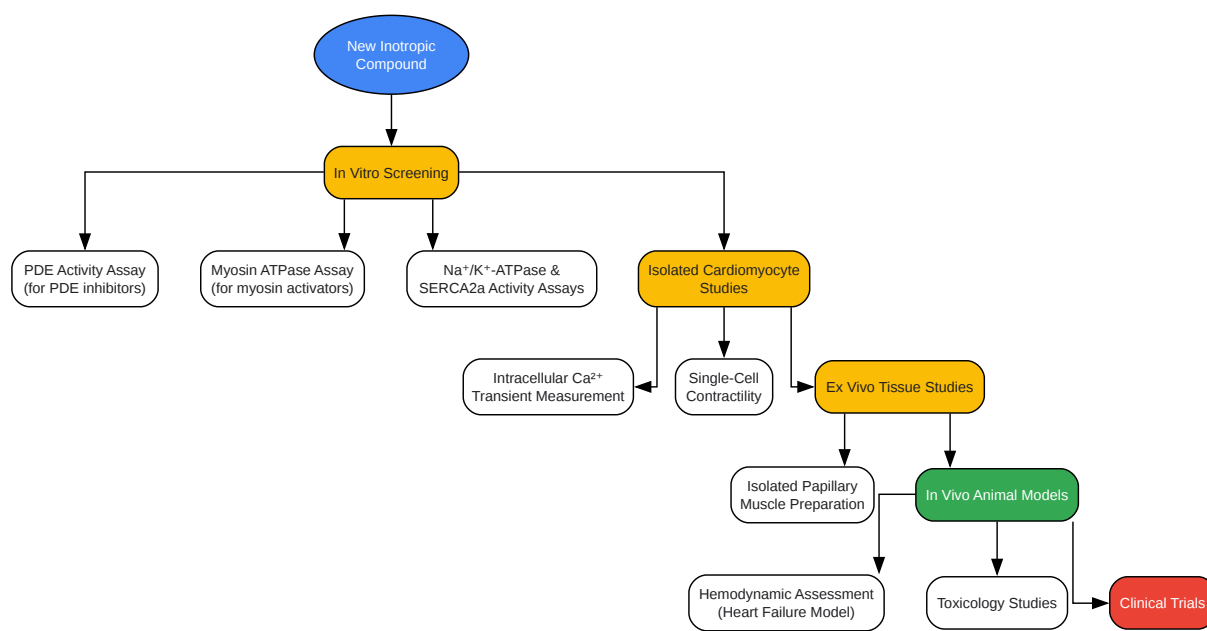 New Inotropic
Compound
In Vitro Screening
PDE Activity Assay
(for PDE inhibitors)
Myosin ATPase Assay
(for myosin activators)
Na⁺/K⁺-ATPase &
SERCA2a Activity Assays
Isolated Cardiomyocyte
Studies
Intracellular Ca²⁺
Transient Measurement
Single-Cell
Contractility
Ex Vivo Tissue Studies
Isolated Papillary
Muscle Preparation
In Vivo Animal Models
Hemodynamic Assessment
(Heart Failure Model)
Toxicology Studies
Clinical Trials